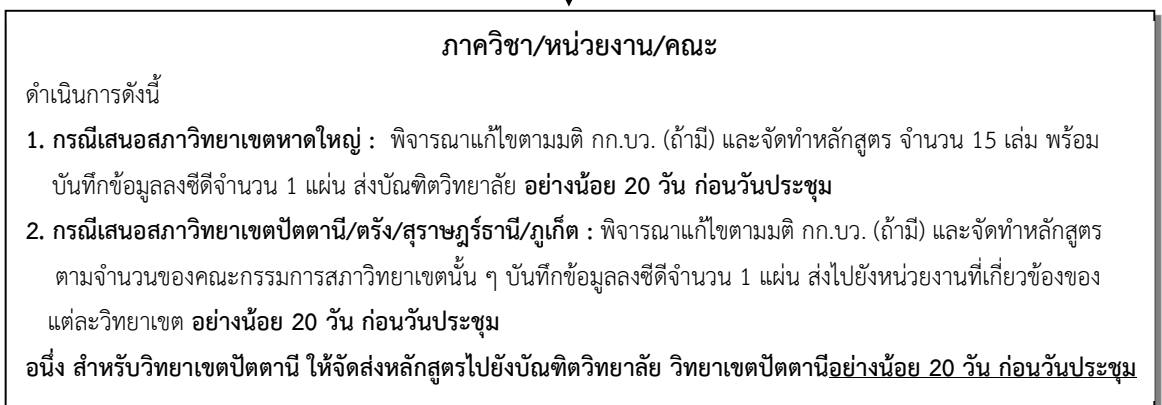 ภาควิชา/หน่วยงาน/คณะ
ดำเนินการดังนี้
1. กรณีเสนอสภาวิทยาเขตหาดใหญ่ : พิจารณาแก้ไขตามมติ กก.บว. (ถ้ามี) และจัดทำหลักสูตร จำนวน 15 เล่ม พร้อม
บันทึกข้อมูลลงซีดีจำนวน 1 แผ่น ส่งบัณฑิตวิทยาลัย อย่างน้อย 20 วัน ก่อนวันประชุม
2. กรณีเสนอสภาวิทยาเขตปัตตานี/ตรัง/สุราษฎร์ธานี/ภูเก็ต : พิจารณาแก้ไขตามมติ กก.บว. (ถ้ามี) และจัดทำหลักสูตร
ตามจำนวนของคณะกรรมการสภาวิทยาเขตนั้น ๆ บันทึกข้อมูลลงซีดีจำนวน 1 แผ่น ส่งไปยังหน่วยงานที่เกี่ยวข้องของ
แต่ละวิทยาเขต อย่างน้อย 20 วัน ก่อนวันประชุม
อนึ่ง สำหรับวิทยาเขตปัตตานี ให้จัดส่งหลักสูตรไปยังบัณฑิตวิทยาลัย วิทยาเขตปัตตานีอย่างน้อย 20 วัน ก่อนวันประชุม